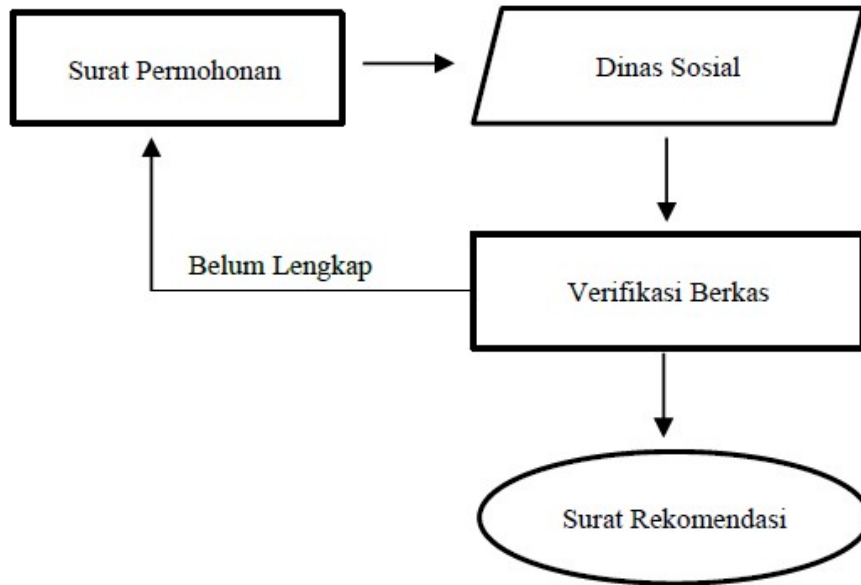 Surat Permohonan
Dinas Sosial
Belum Lengkap
Verifikasi Berkas
Surat Rekomendasi